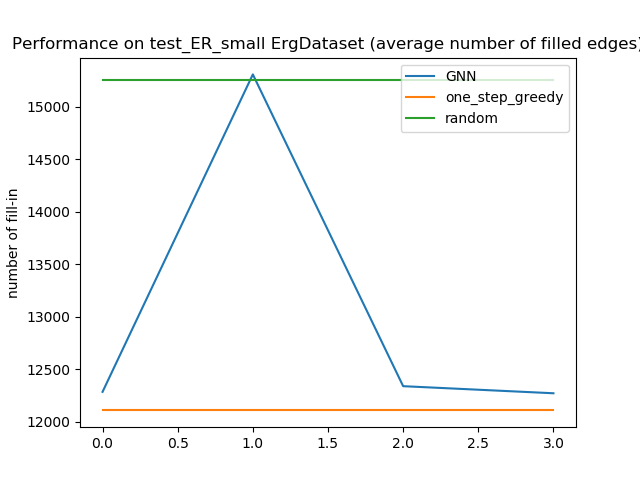 Performance on test_ER_small ErgDataset (average number of filled edges)
GNN
one_step_greedy
random
number of fill-in
15000
14500
14000
13500
13000
12500
12000
0.0 0.5 1.0 1.5 2.0 2.5 3.0